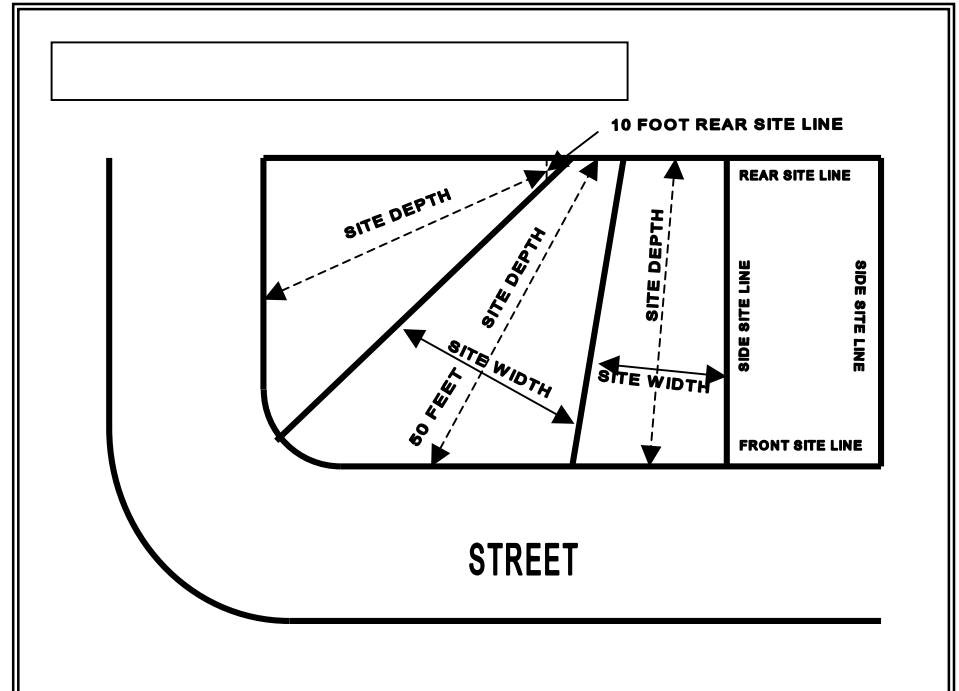 10 FOOT REAR SITE LINE
REAR SITE LINE
SITE DEPTH
SITE DEPTH
SITE DEPTH
SIDE SITE LINE
SIDE SITE LINE
SITE WIDTH
SITE WIDTH
50 FEET
FRONT SITE LINE
STREET